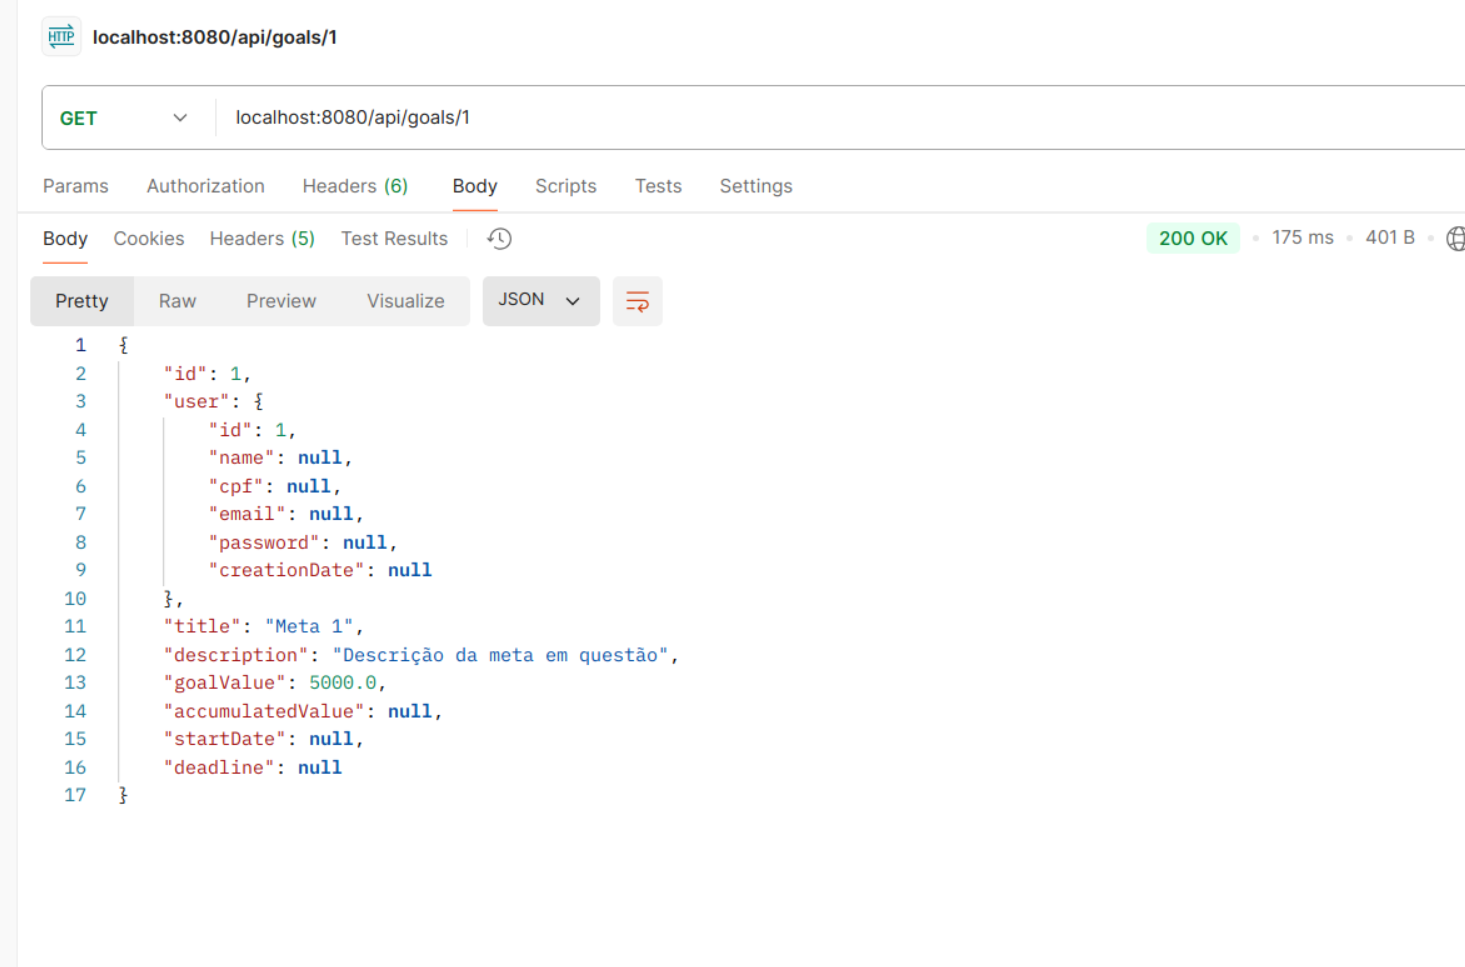 HTTP localhost:8080/api/goals/1
GET localhost:8080/api/goals/1
Params Authorization Headers (6) Body Scripts Tests Settings
Body Cookies Headers (5) Test Results 200 OK 175 ms 401 B
Pretty Raw Preview Visualize JSON
1 {
2 "id": 1,
3 "user": {
4 "id": 1,
5 "name": null,
6 "cpf": null,
7 "email": null,
8 "password": null,
9 "creationDate": null
10 },
11 "title": "Meta 1",
12 "description": "Descrição da meta em questão",
13 "goalValue": 5000.0,
14 "accumulatedValue": null,
15 "startDate": null,
16 "deadline": null
17 }